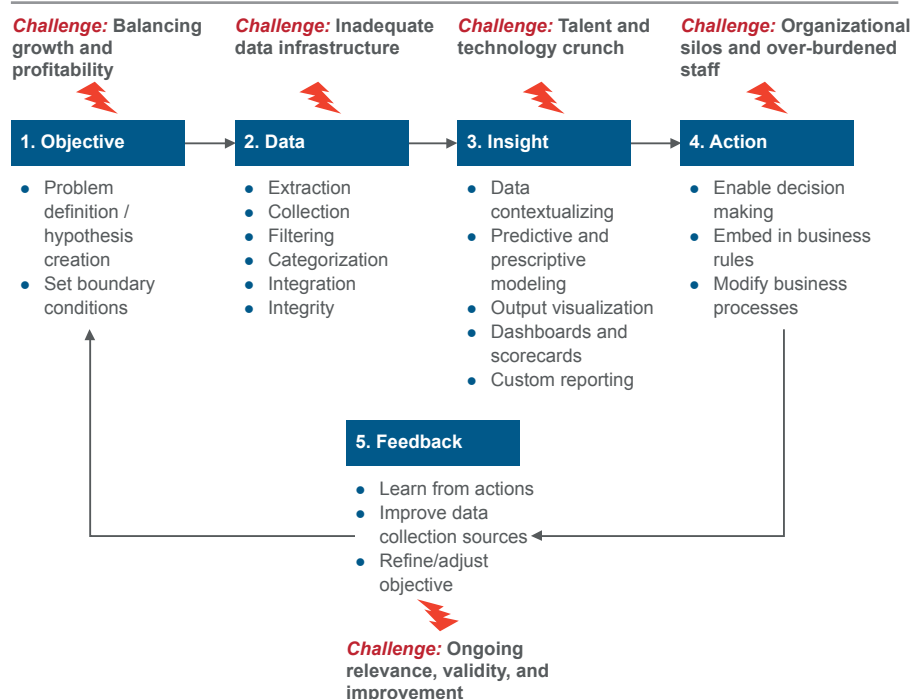 Challenge: Balancing
growth and
profitability
Challenge: Inadequate
data infrastructure
Challenge: Talent and
technology crunch
Challenge: Organizational
silos and over-burdened
staff
1. Objective
● Problem
definition /
hypothesis
creation
● Set boundary
conditions
2. Data
● Extraction
● Collection
● Filtering
● Categorization
● Integration
● Integrity
3. Insight
● Data
contextualizing
● Predictive and
prescriptive
modeling
● Output visualization
● Dashboards and
scorecards
● Custom reporting
4. Action
● Enable decision
making
● Embed in business
rules
● Modify business
processes
5. Feedback
● Learn from actions
● Improve data
collection sources
● Refine/adjust
objective
Challenge: Ongoing
relevance, validity, and
improvement